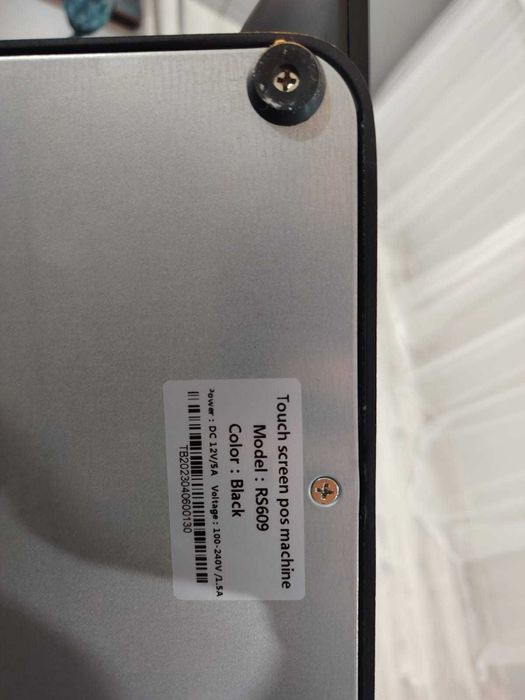 Touch screen pos machine
Model : RS609
Color : Black
Power : DC 12V/5A Voltage : 100-240V /1.5A
TB2023040600130